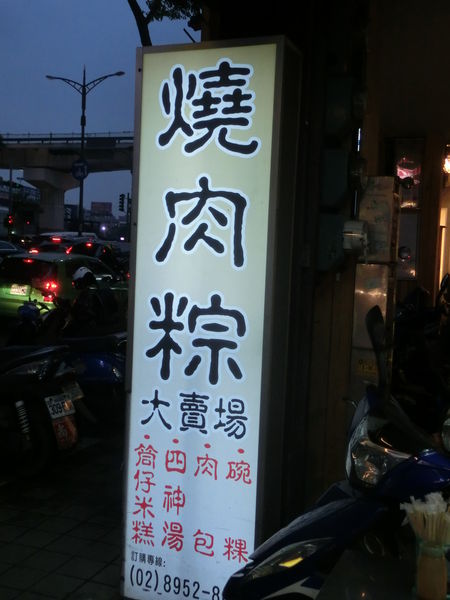 燒肉粽
大賣場
筒仔米糕
四神湯
肉包
碗粿
訂購專線:
(02)8952-8